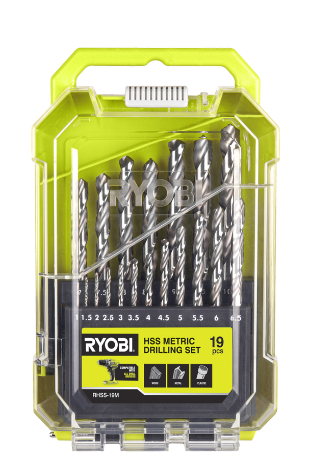 RYOBI
1 1.5 2 2.5 3 3.5 4 4.5 5 5.5 6 6.5
RYOBI
HSS METRIC
DRILLING SET
19
pcs
RHSS-19M